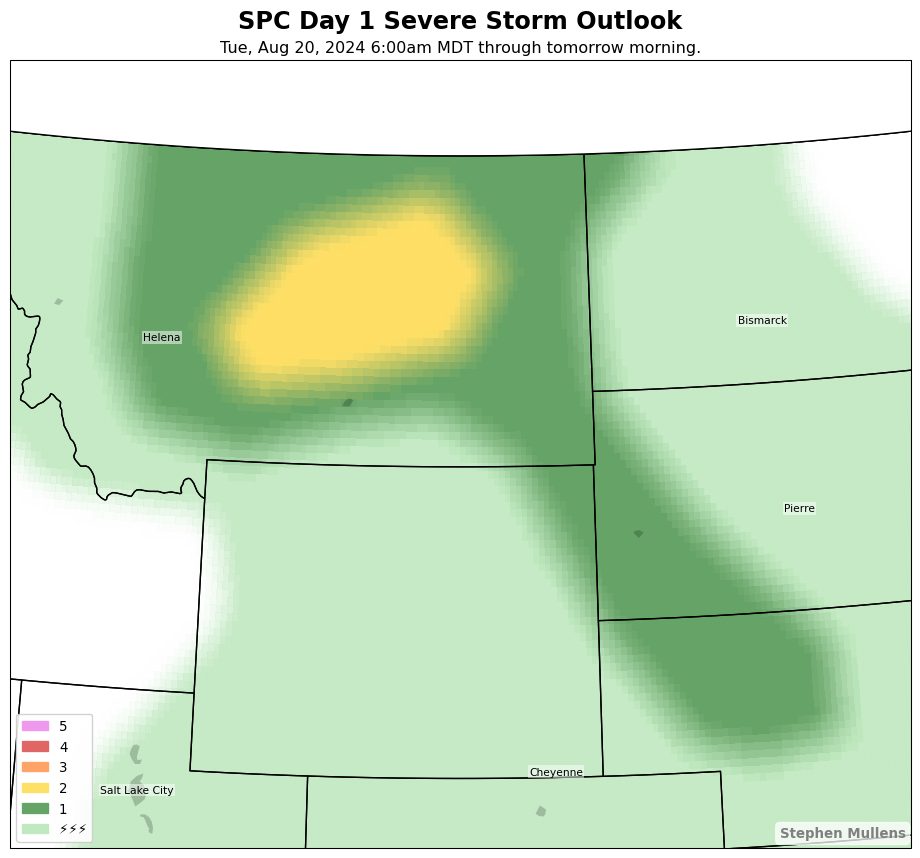 SPC Day 1 Severe Storm Outlook
Tue, Aug 20, 2024 6:00am MDT through tomorrow morning.
Bismarck
Helena
Pierre
Cheyenne
Salt Lake City
5
4
3
2
1
⚡⚡⚡
Stephen Mullens